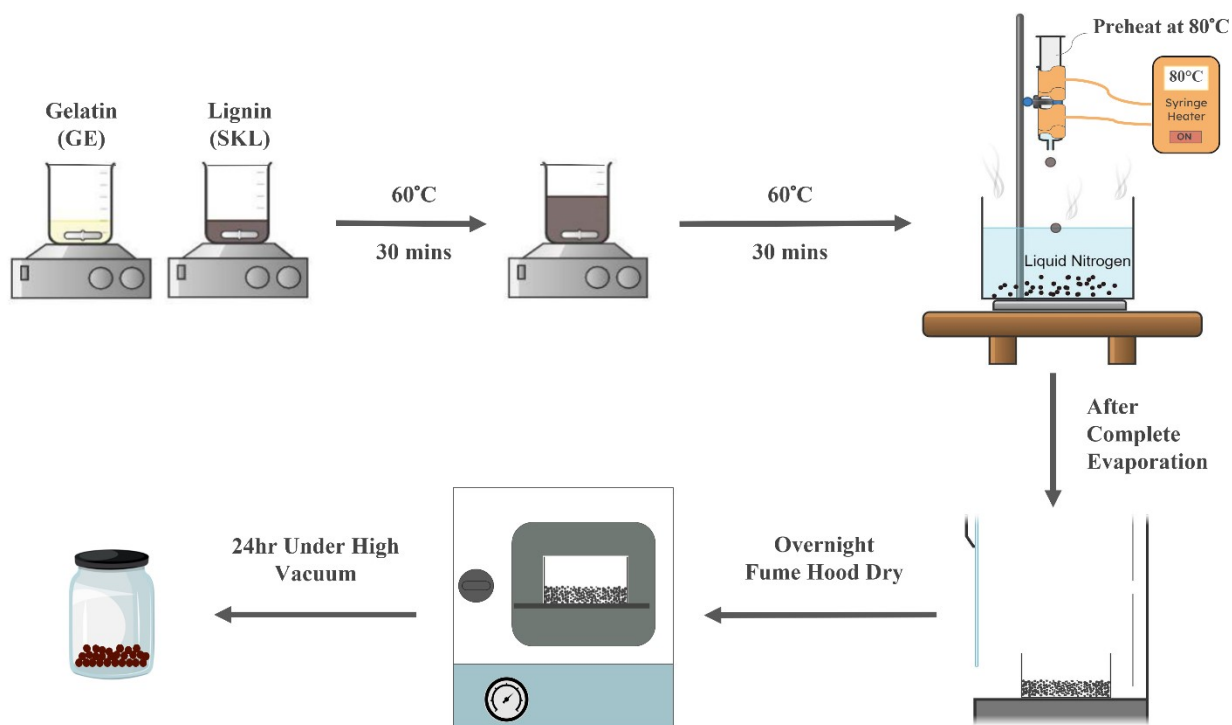 Gelatin
(GE)
Lignin
(SKL)
60°C
30 mins
60°C
30 mins
Preheat at 80°C
80°C
Syringe
Heater
ON
Liquid Nitrogen
After
Complete
Evaporation
Overnight
Fume Hood Dry
24hr Under High
Vacuum